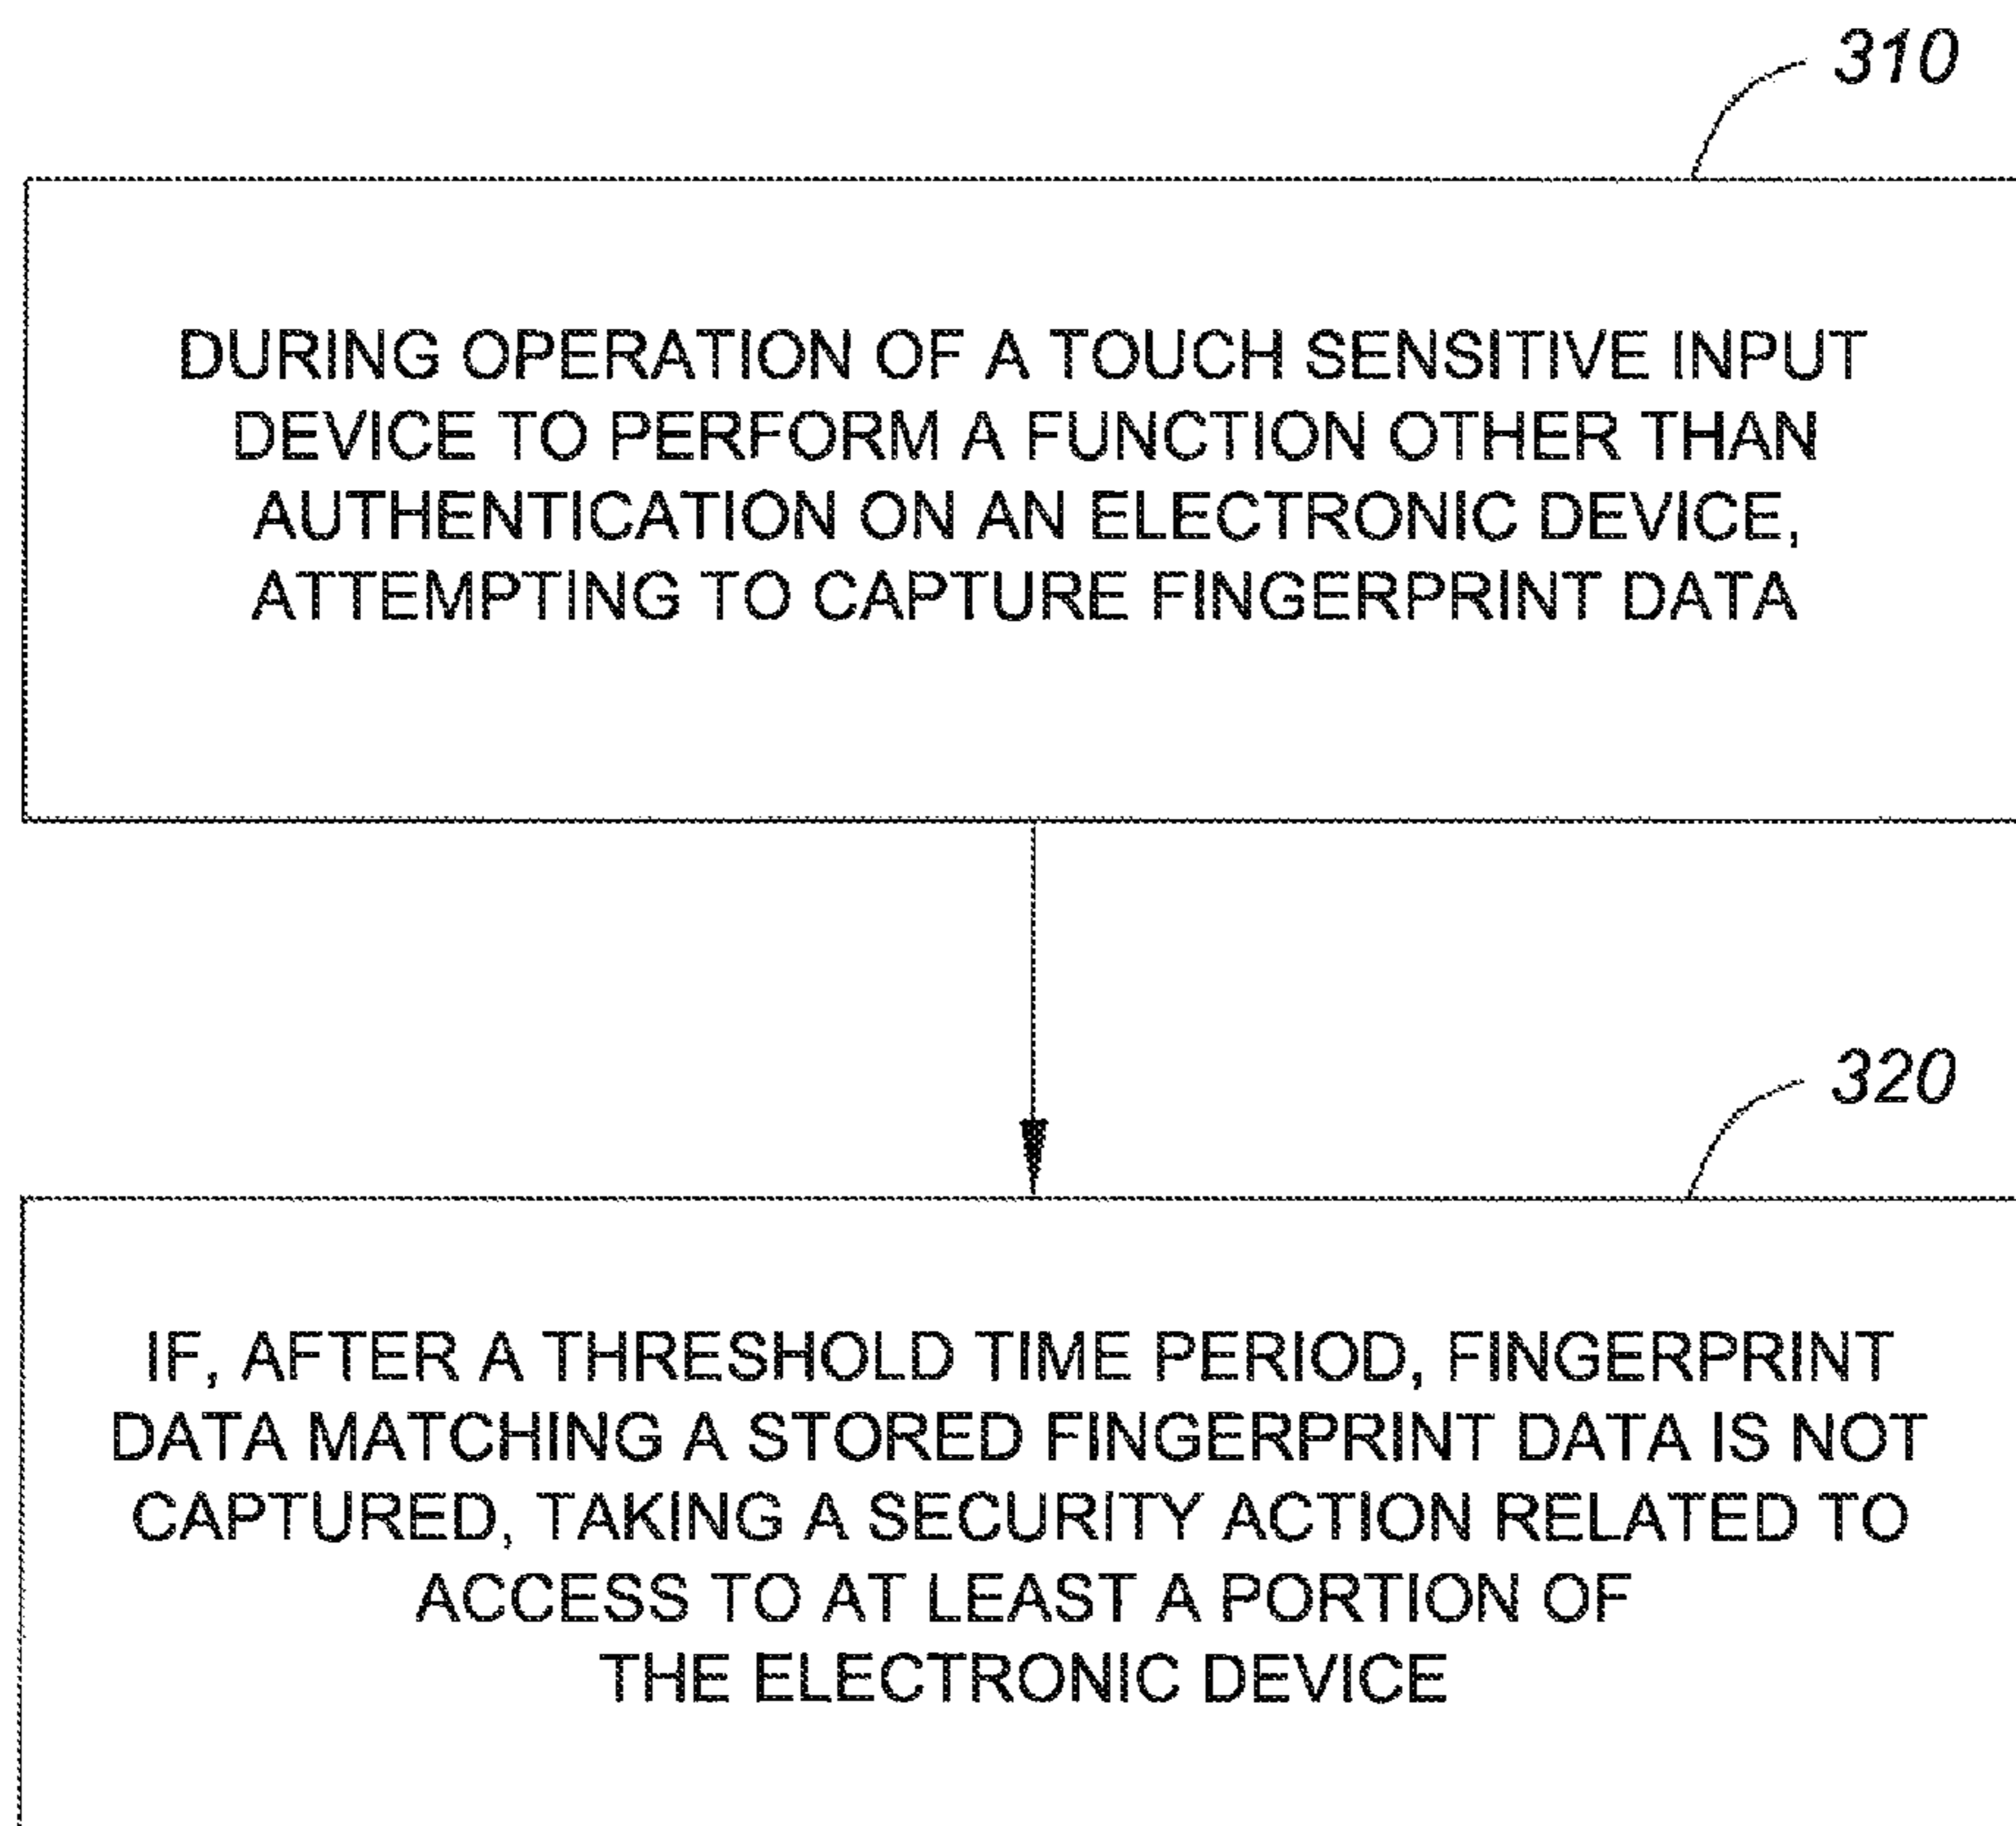 310
DURING OPERATION OF A TOUCH SENSITIVE INPUT
DEVICE TO PERFORM A FUNCTION OTHER THAN
AUTHENTICATION ON AN ELECTRONIC DEVICE,
ATTEMPTING TO CAPTURE FINGERPRINT DATA
320
IF, AFTER A THRESHOLD TIME PERIOD, FINGERPRINT
DATA MATCHING A STORED FINGERPRINT DATA IS NOT
CAPTURED, TAKING A SECURITY ACTION RELATED TO
ACCESS TO AT LEAST A PORTION OF
THE ELECTRONIC DEVICE